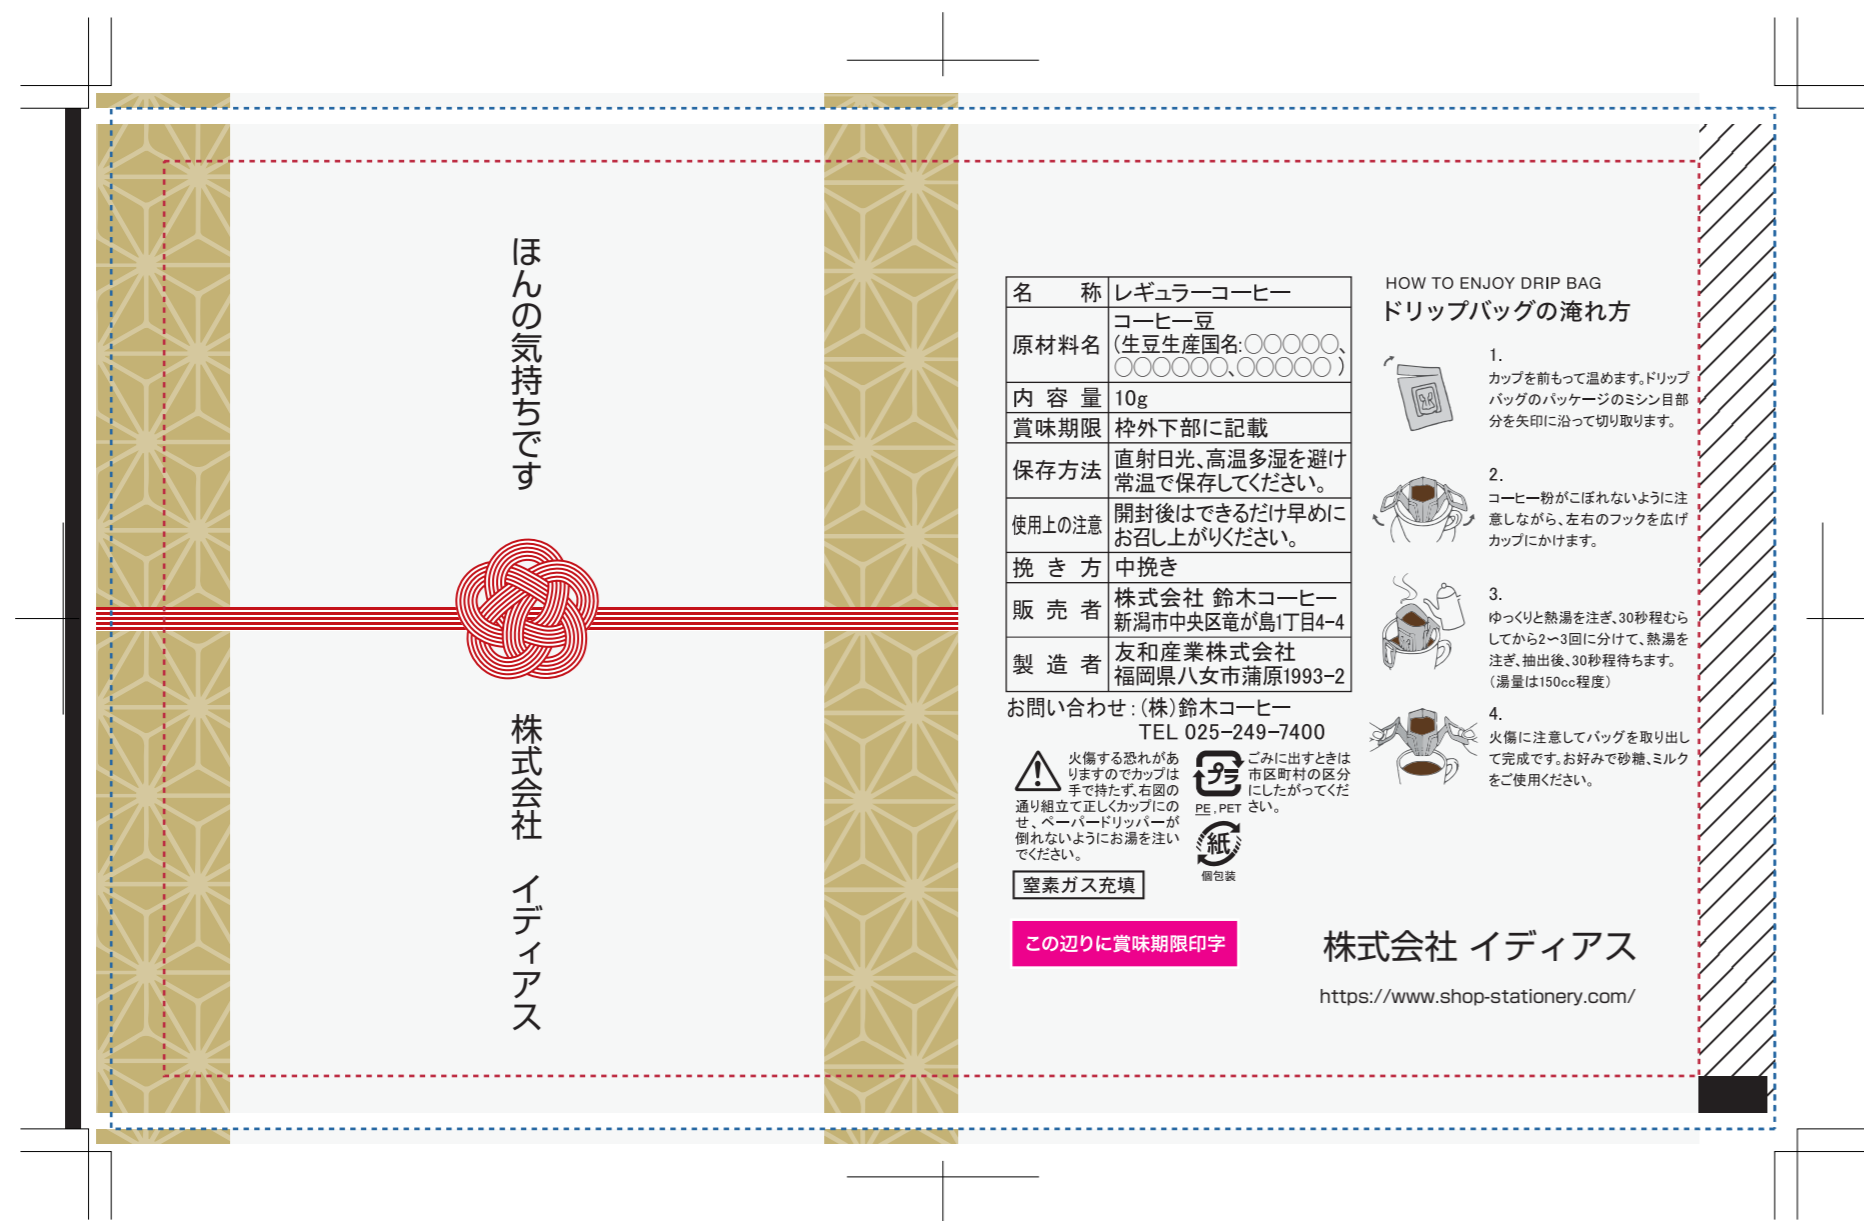 ほんの気持ちです
株式会社　イディアス
名称 レギュラーコーヒー
原材料名 コーヒー豆
(生豆生産国名:○○○○○、
○○○○○○、○○○○○)
内容量 10g
賞味期限 枠外下部に記載
保存方法 直射日光、高温多湿を避け
常温で保存してください。
使用上の注意 開封後はできるだけ早めに
お召し上がりください。
挽き方 中挽き
販売者 株式会社 鈴木コーヒー
新潟市中央区竜が島1丁目4-4
製造者 友和産業株式会社
福岡県八女市蒲原1993-2
お問い合わせ：(株)鈴木コーヒー
TEL 025-249-7400
火傷する恐れがあ
りますのでカップは
手で持たず、右図の
通り組立て正しくカップにの
せ、ペーパードリッパーが
倒れないようにお湯を注い
でください。
プラ
PE,PET
ごみに出すときは
市区町村の区分
にしたがってくだ
さい。
紙
個包装
窒素ガス充填
この辺りに賞味期限印字
HOW TO ENJOY DRIP BAG
ドリップバッグの淹れ方
1.
カップを前もって温めます。ドリップ
バッグのパッケージのミシン目部
分を矢印に沿って切り取ります。
2.
コーヒー粉がこぼれないように注
意しながら、左右のフックを広げ
カップにかけます。
3.
ゆっくりと熱湯を注ぎ、30秒程むら
してから2〜3回に分けて、熱湯を
注ぎ、抽出後、30秒程待ちます。
（湯量は150cc程度）
4.
火傷に注意してバッグを取り出し
て完成です。お好みで砂糖、ミルク
をご使用ください。
株式会社 イディアス
https://www.shop-stationery.com/